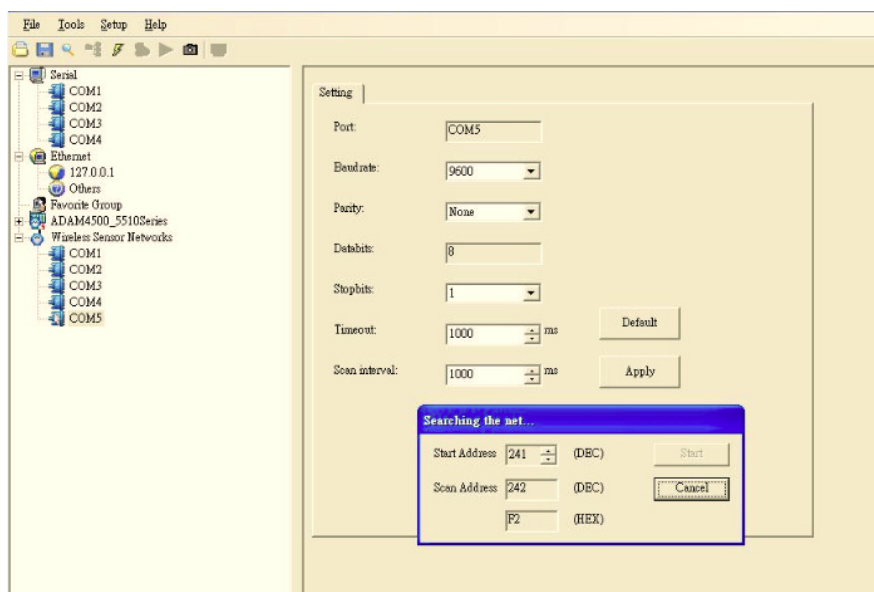 File Tools Setup Help
Serial
COM1
COM2
COM3
COM4
Ethernet
127.0.0.1
Others
Favorite Group
ADAM4500_5510Series
Wireless Sensor Networks
COM1
COM2
COM3
COM4
COM5
Setting
Port: COM5
Baudrate: 9600
Parity: None
Databits: 8
Stopbits: 1
Timeout: 1000 ms Default
Scan interval: 1000 ms Apply
Searching the net...
Start Address 241 (DEC) Start
Scan Address 242 (DEC) Cancel
F2 (HEX)